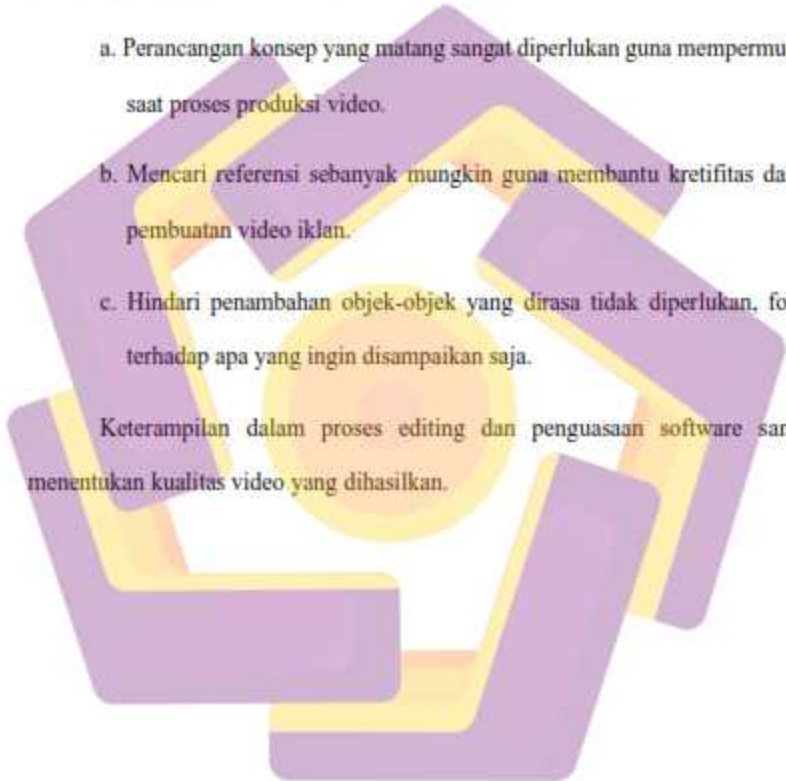 a. Perancangan konsep yang matang sangat diperlukan guna mempermu
saat proses produksi video.
b. Mencari referensi sebanyak mungkin guna membantu kretifitas da
pembuatan video iklan.
c. Hindari penambahan objek-objek yang dirasa tidak diperlukan, fo
terhadap apa yang ingin disampaikan saja.
Keterampilan dalam proses editing dan penguasaan software san
menentukan kualitas video yang dihasilkan.